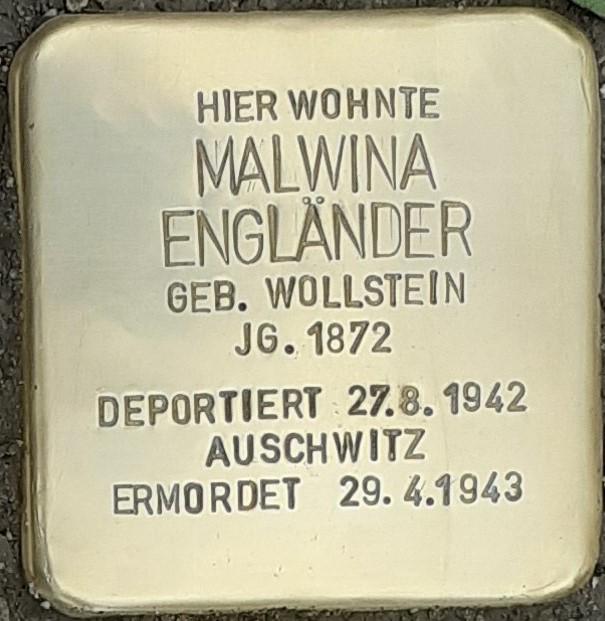 HIER WOHNTE
MALWINA
ENGLÄNDER
GEB. WOLLSTEIN
JG. 1872
DEPORTIERT 27.8.1942
AUSCHWITZ
ERMORDET 29.4.1943